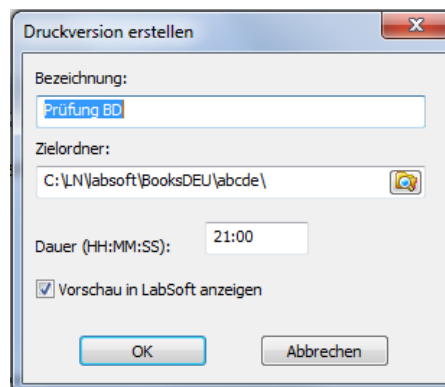 Druckversion erstellen
Bezeichnung:
Prüfung BD
Zielordner:
C:\LN\labsoft\BooksDEU\abcde\
Dauer (HH:MM:SS): 21:00
Vorschau in LabSoft anzeigen
OK Abbrechen